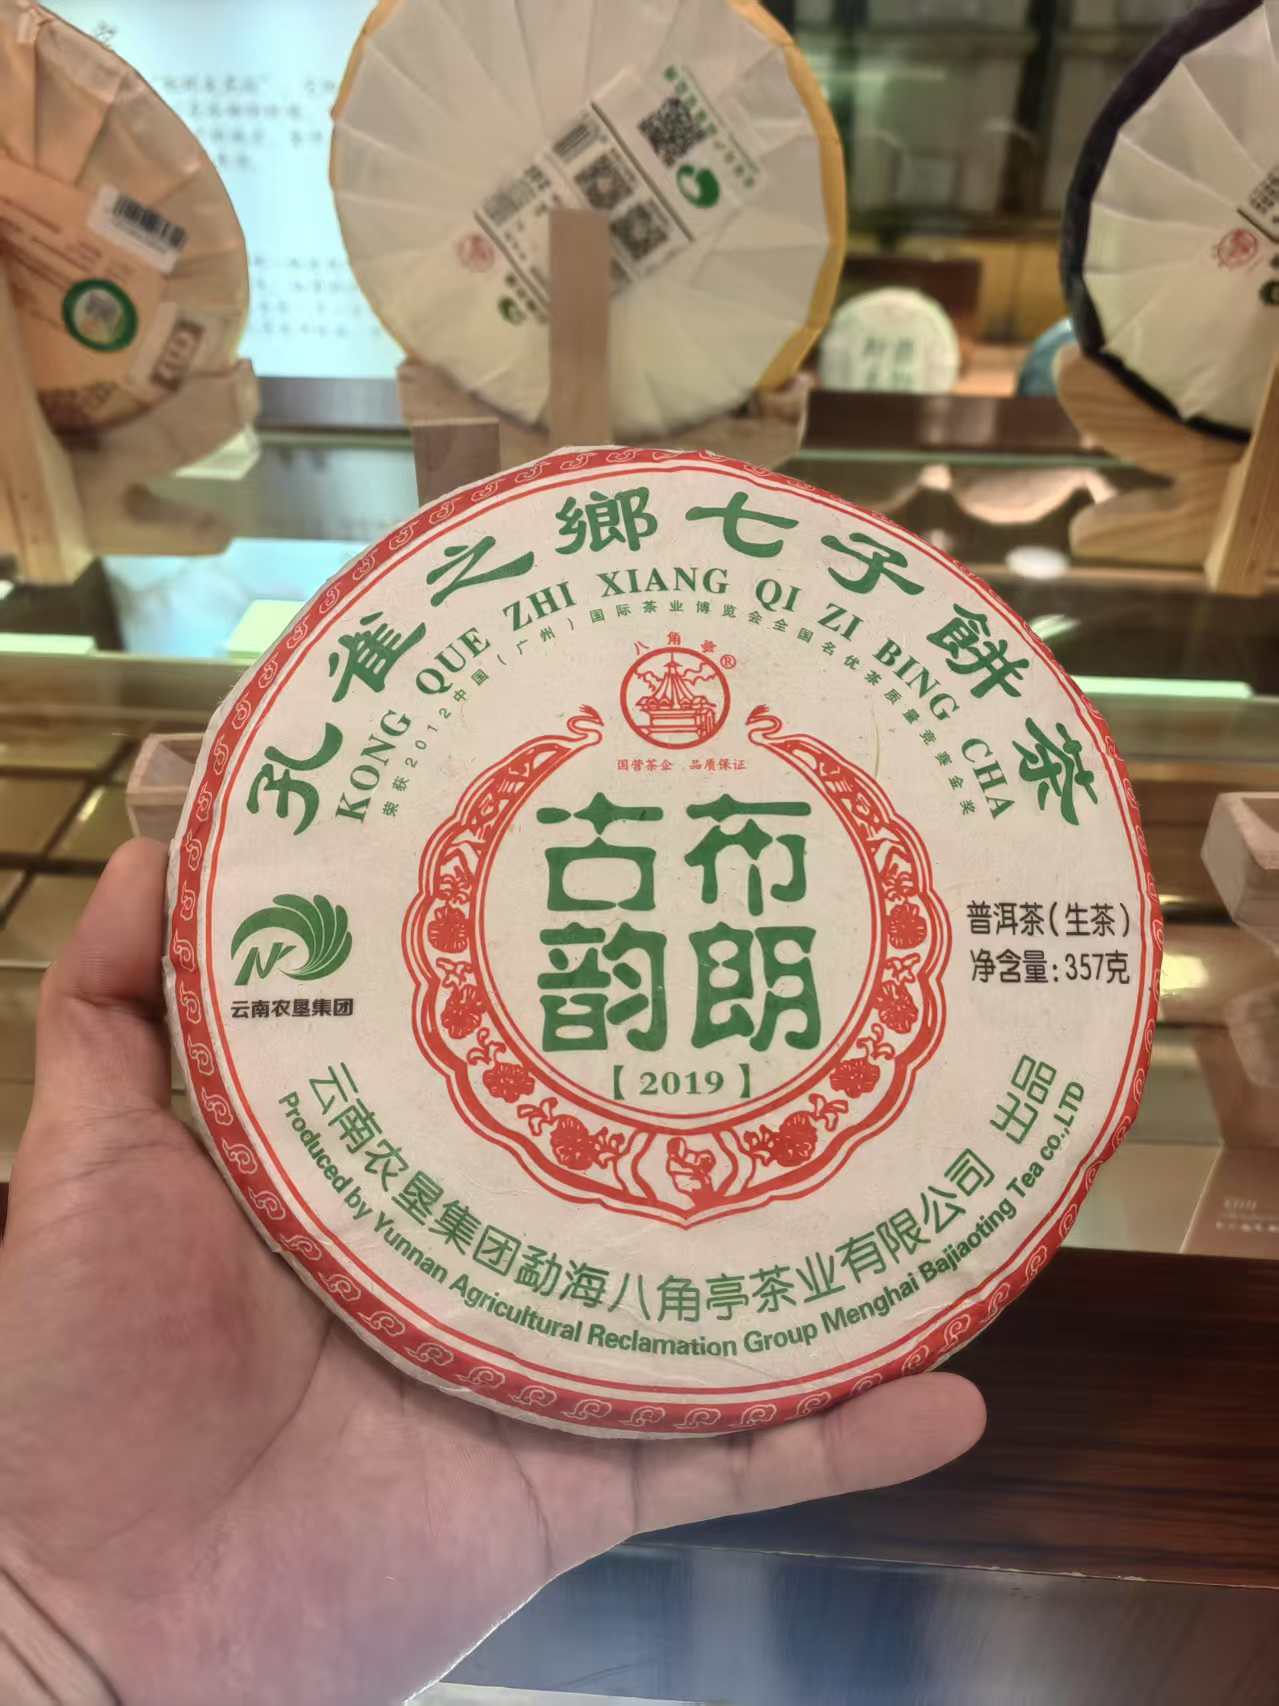 孔雀之鄉七子餅茶
KONG QUE ZHI XIANG QI ZI BING CHA
荣获2012中国(广州)国际茶业博览会全国名优茶质量竞赛金奖
八角亭®
国营茶企 品质保证
布朗
古韵
【2019】
云南农垦集团
普洱茶(生茶)
净含量:357克
云南农垦集团勐海八角亭茶业有限公司 出品
Produced by Yunnan Agricultural Reclamation Group Menghai Bajiaoting Tea co.,LTD